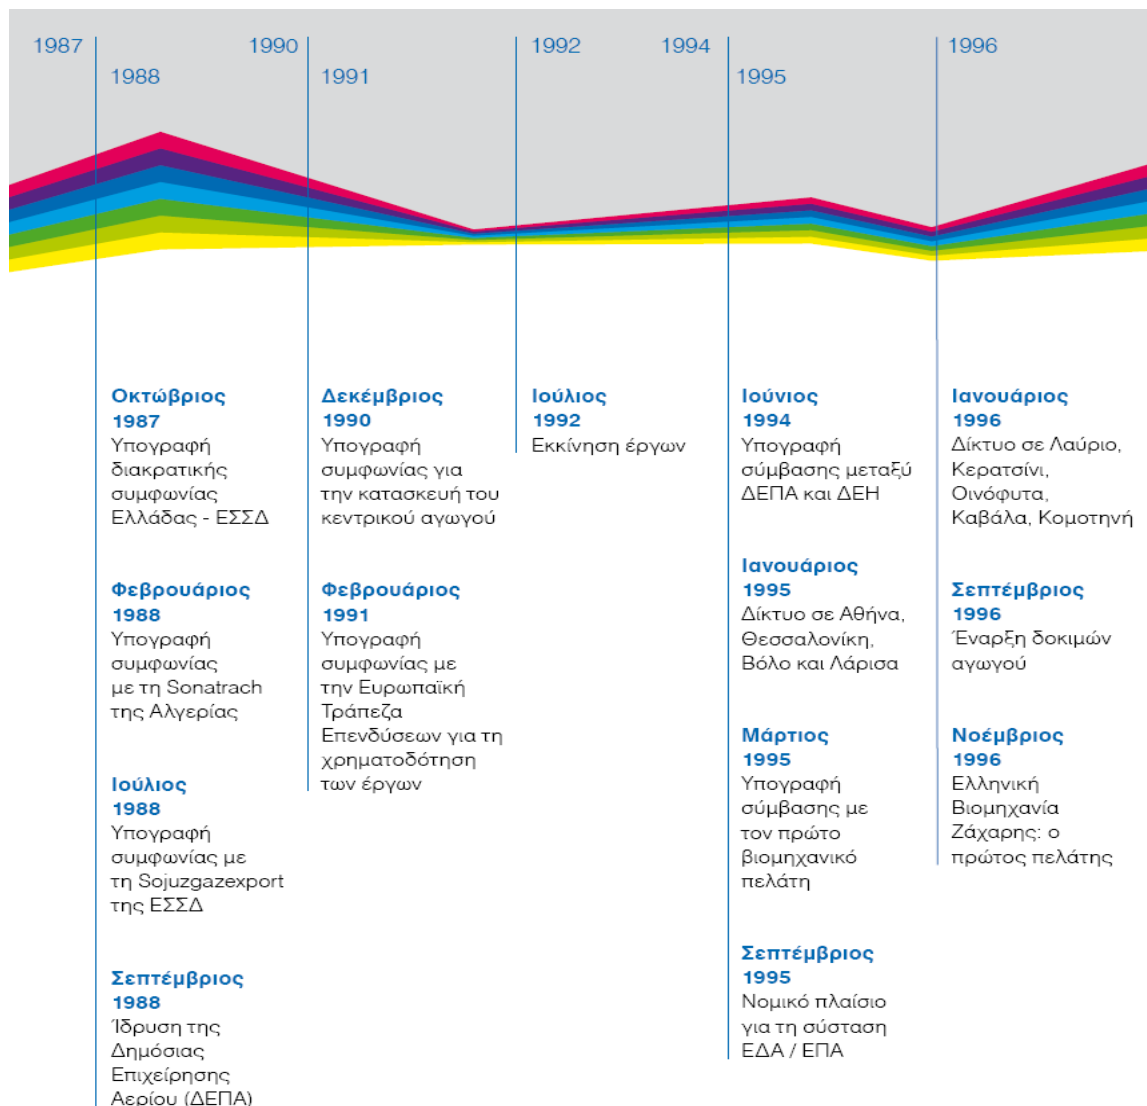 1987
1988
1990
1991
1992
1994
1995
1996
Οκτώβριος
1987
Υπογραφή
διακρατικής
συμφωνίας
Ελλάδας - ΕΣΣΔ
Φεβρουάριος
1988
Υπογραφή
συμφωνίας
με τη Sonatrach
της Αλγερίας
Ιούλιος
1988
Υπογραφή
συμφωνίας με
τη Sojuzgazexport
της ΕΣΣΔ
Σεπτέμβριος
1988
Ίδρυση της
Δημόσιας
Επιχείρησης
Αερίου (ΔΕΠΑ)
Δεκέμβριος
1990
Υπογραφή
συμφωνίας για
την κατασκευή του
κεντρικού αγωγού
Φεβρουάριος
1991
Υπογραφή
συμφωνίας με
την Ευρωπαϊκή
Τράπεζα
Επενδύσεων για τη
χρηματοδότηση
των έργων
Ιούλιος
1992
Εκκίνηση έργων
Ιούνιος
1994
Υπογραφή
σύμβασης μεταξύ
ΔΕΠΑ και ΔΕΗ
Ιανουάριος
1995
Δίκτυο σε Αθήνα,
Θεσσαλονίκη,
Βόλο και Λάρισα
Μάρτιος
1995
Υπογραφή
σύμβασης με
τον πρώτο
βιομηχανικό
πελάτη
Σεπτέμβριος
1995
Νομικό πλαίσιο
για τη σύσταση
ΕΔΑ / ΕΠΑ
Ιανουάριος
1996
Δίκτυο σε Λαύριο,
Κερατσίνι,
Οινόφυτα,
Καβάλα, Κομοτηνή
Σεπτέμβριος
1996
Έναρξη δοκιμών
αγωγού
Νοέμβριος
1996
Ελληνική
Βιομηχανία
Ζάχαρης: ο
πρώτος πελάτης